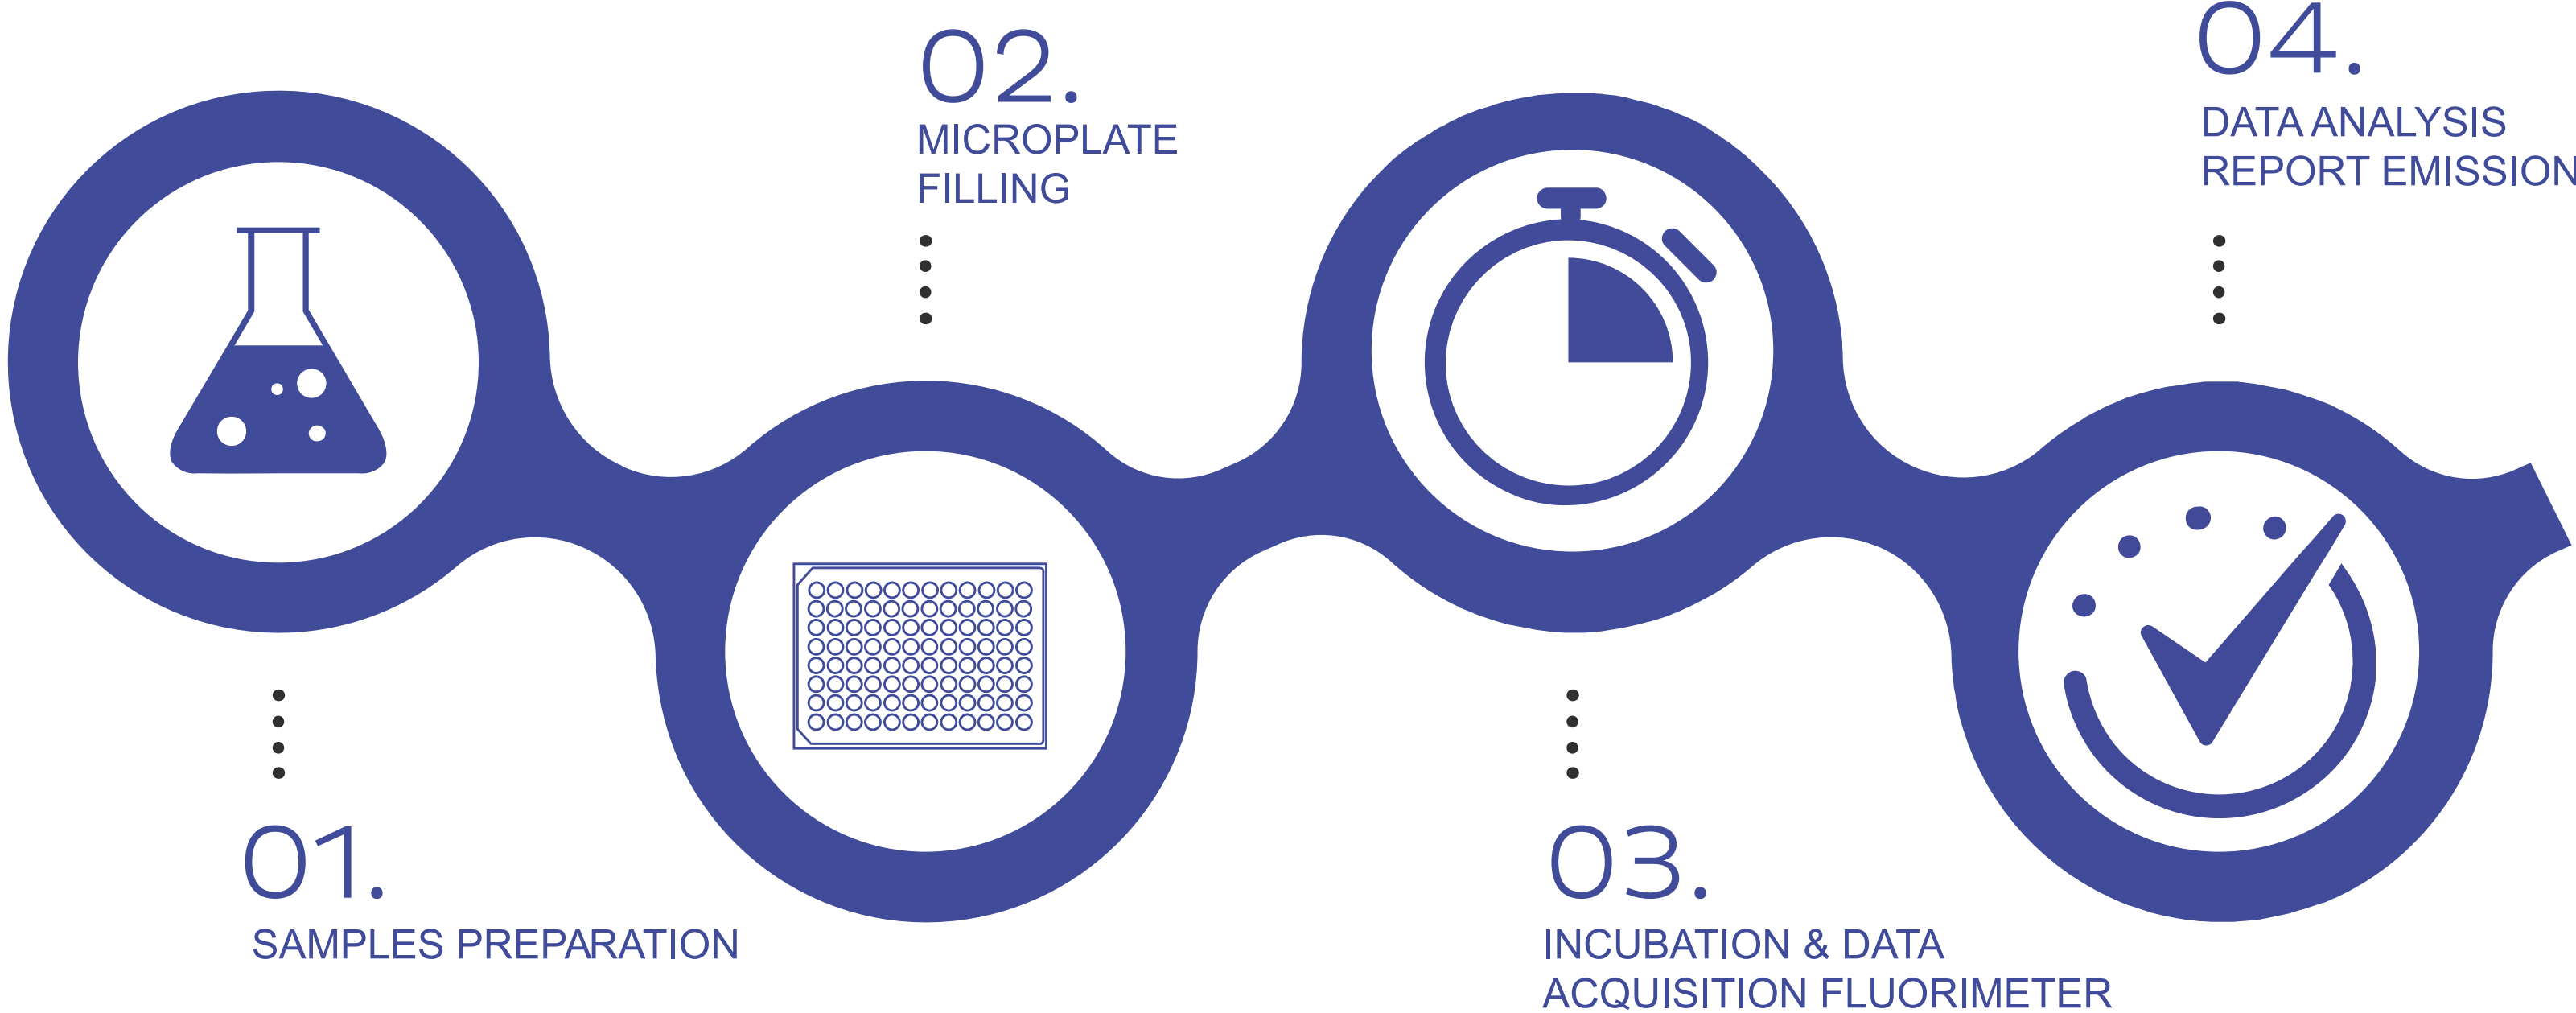 01.
SAMPLES PREPARATION
02.
MICROPLATE
FILLING
03.
INCUBATION & DATA
ACQUISITION FLUORIMETER
04.
DATA ANALYSIS
REPORT EMISSION